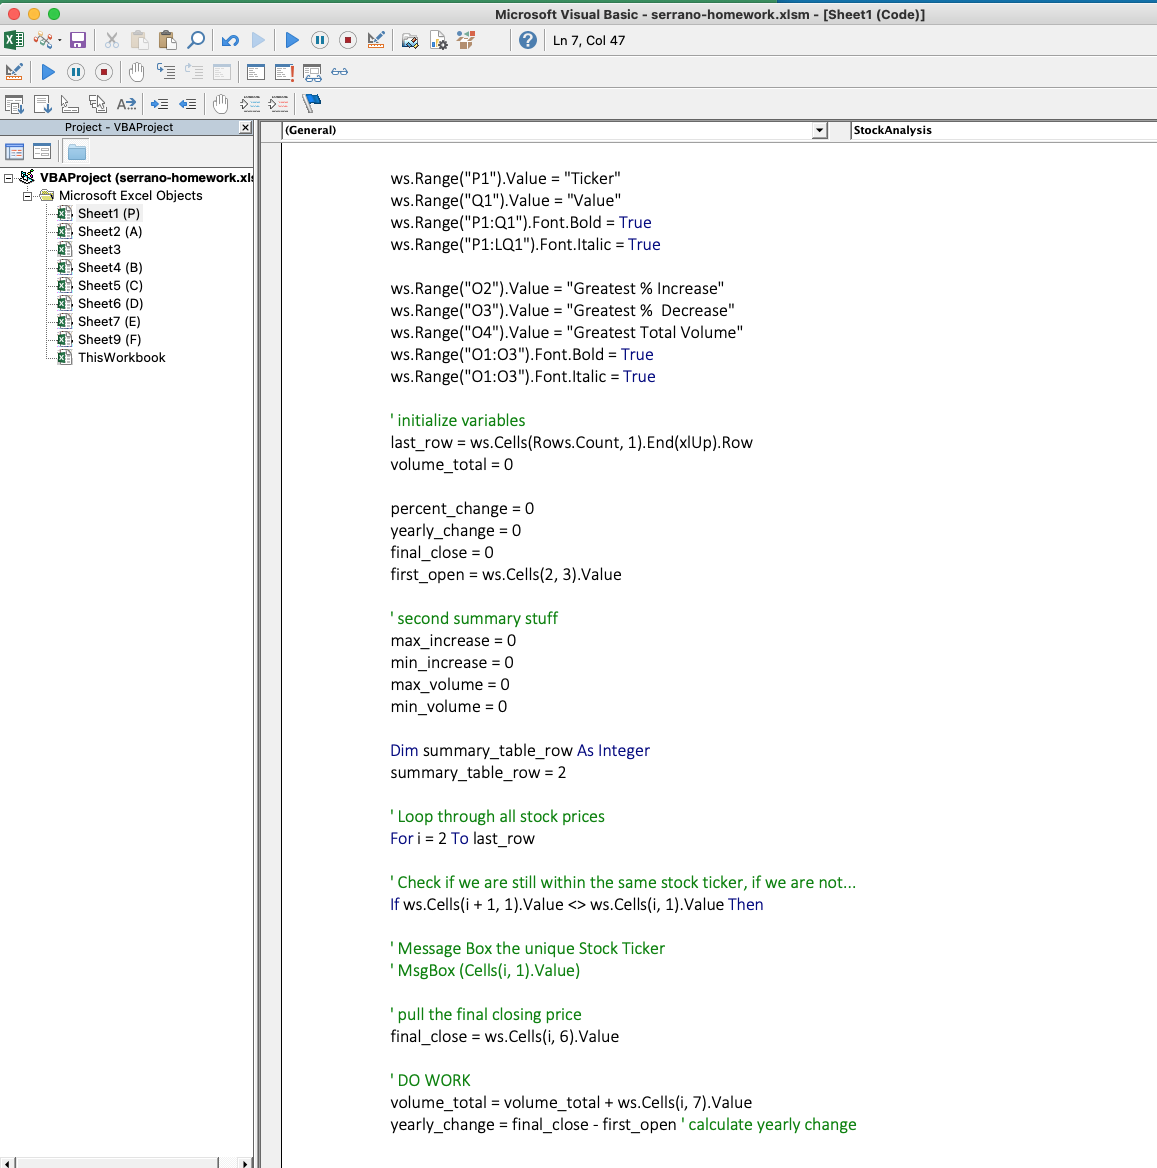 Microsoft Visual Basic - serrano-homework.xlsm - [Sheet1 (Code)]
Ln 7, Col 47
Project - VBAProject
(General)
StockAnalysis
VBAProject (serrano-homework.xls
Microsoft Excel Objects
Sheet1 (P)
Sheet2 (A)
Sheet3
Sheet4 (B)
Sheet5 (C)
Sheet6 (D)
Sheet7 (E)
Sheet9 (F)
ThisWorkbook
ws.Range("P1").Value = "Ticker"
ws.Range("Q1").Value = "Value"
ws.Range("P1:Q1").Font.Bold = True
ws.Range("P1:LQ1").Font.Italic = True
ws.Range("O2").Value = "Greatest % Increase"
ws.Range("O3").Value = "Greatest %  Decrease"
ws.Range("O4").Value = "Greatest Total Volume"
ws.Range("O1:O3").Font.Bold = True
ws.Range("O1:O3").Font.Italic = True
' initialize variables
last_row = ws.Cells(Rows.Count, 1).End(xlUp).Row
volume_total = 0
percent_change = 0
yearly_change = 0
final_close = 0
first_open = ws.Cells(2, 3).Value
' second summary stuff
max_increase = 0
min_increase = 0
max_volume = 0
min_volume = 0
Dim summary_table_row As Integer
summary_table_row = 2
' Loop through all stock prices
For i = 2 To last_row
' Check if we are still within the same stock ticker, if we are not...
If ws.Cells(i + 1, 1).Value <> ws.Cells(i, 1).Value Then
' Message Box the unique Stock Ticker
' MsgBox (Cells(i, 1).Value)
' pull the final closing price
final_close = ws.Cells(i, 6).Value
' DO WORK
volume_total = volume_total + ws.Cells(i, 7).Value
yearly_change = final_close - first_open ' calculate yearly change